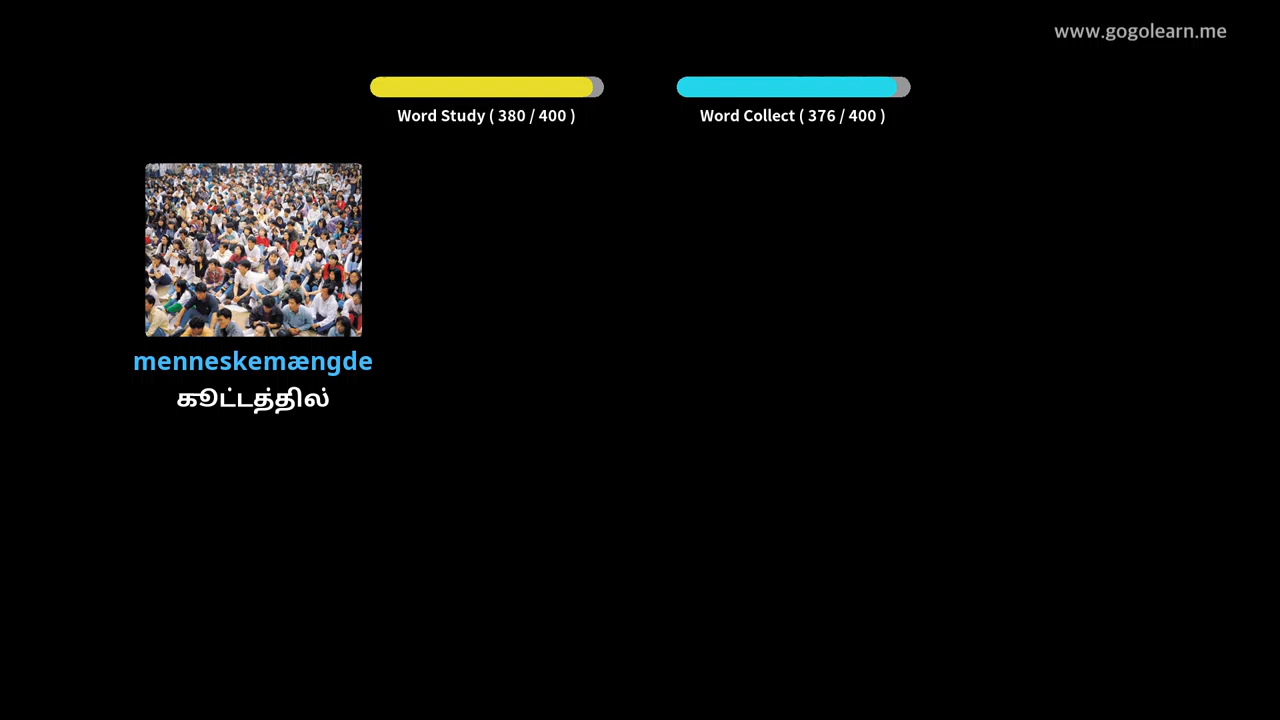 www.gogolearn.me
Word Study ( 380 / 400 )
Word Collect ( 376 / 400 )
menneskemængde
கூட்டத்தில்